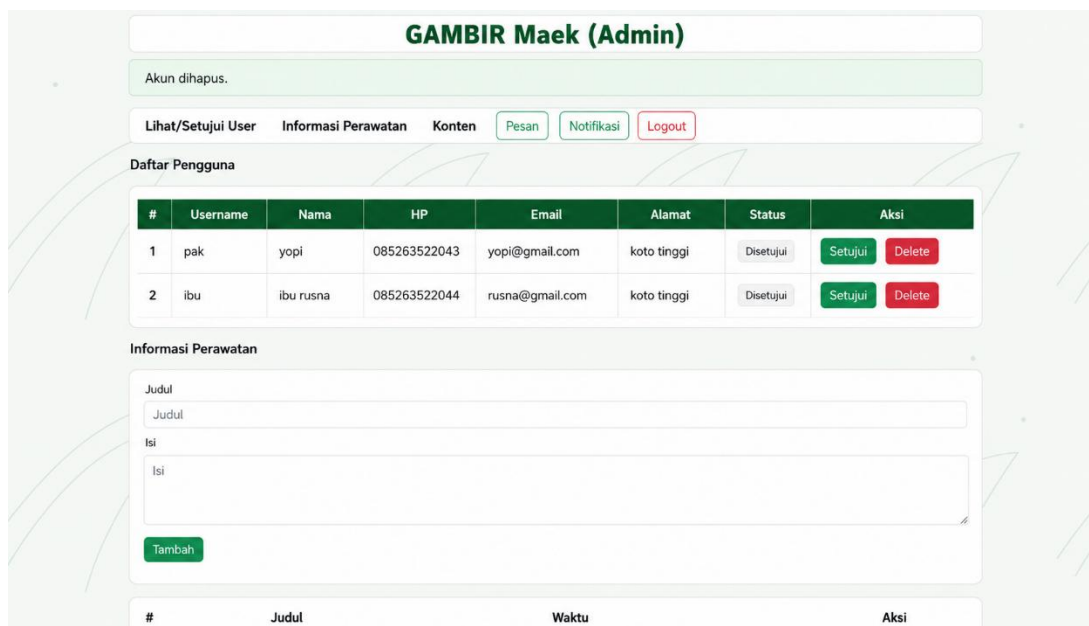 GAMBIR Maek (Admin)
Akun dihapus.
Lihat/Setujui User Informasi Perawatan Konten Pesan Notifikasi Logout
Daftar Pengguna
# Username Nama HP Email Alamat Status Aksi
1 pak yopi 085263522043 yopi@gmail.com koto tinggi Disetujui Setujui Delete
2 ibu ibu rusna 085263522044 rusna@gmail.com koto tinggi Disetujui Setujui Delete
Informasi Perawatan
Judul
Judul
Isi
Isi
Tambah
# Judul Waktu Aksi